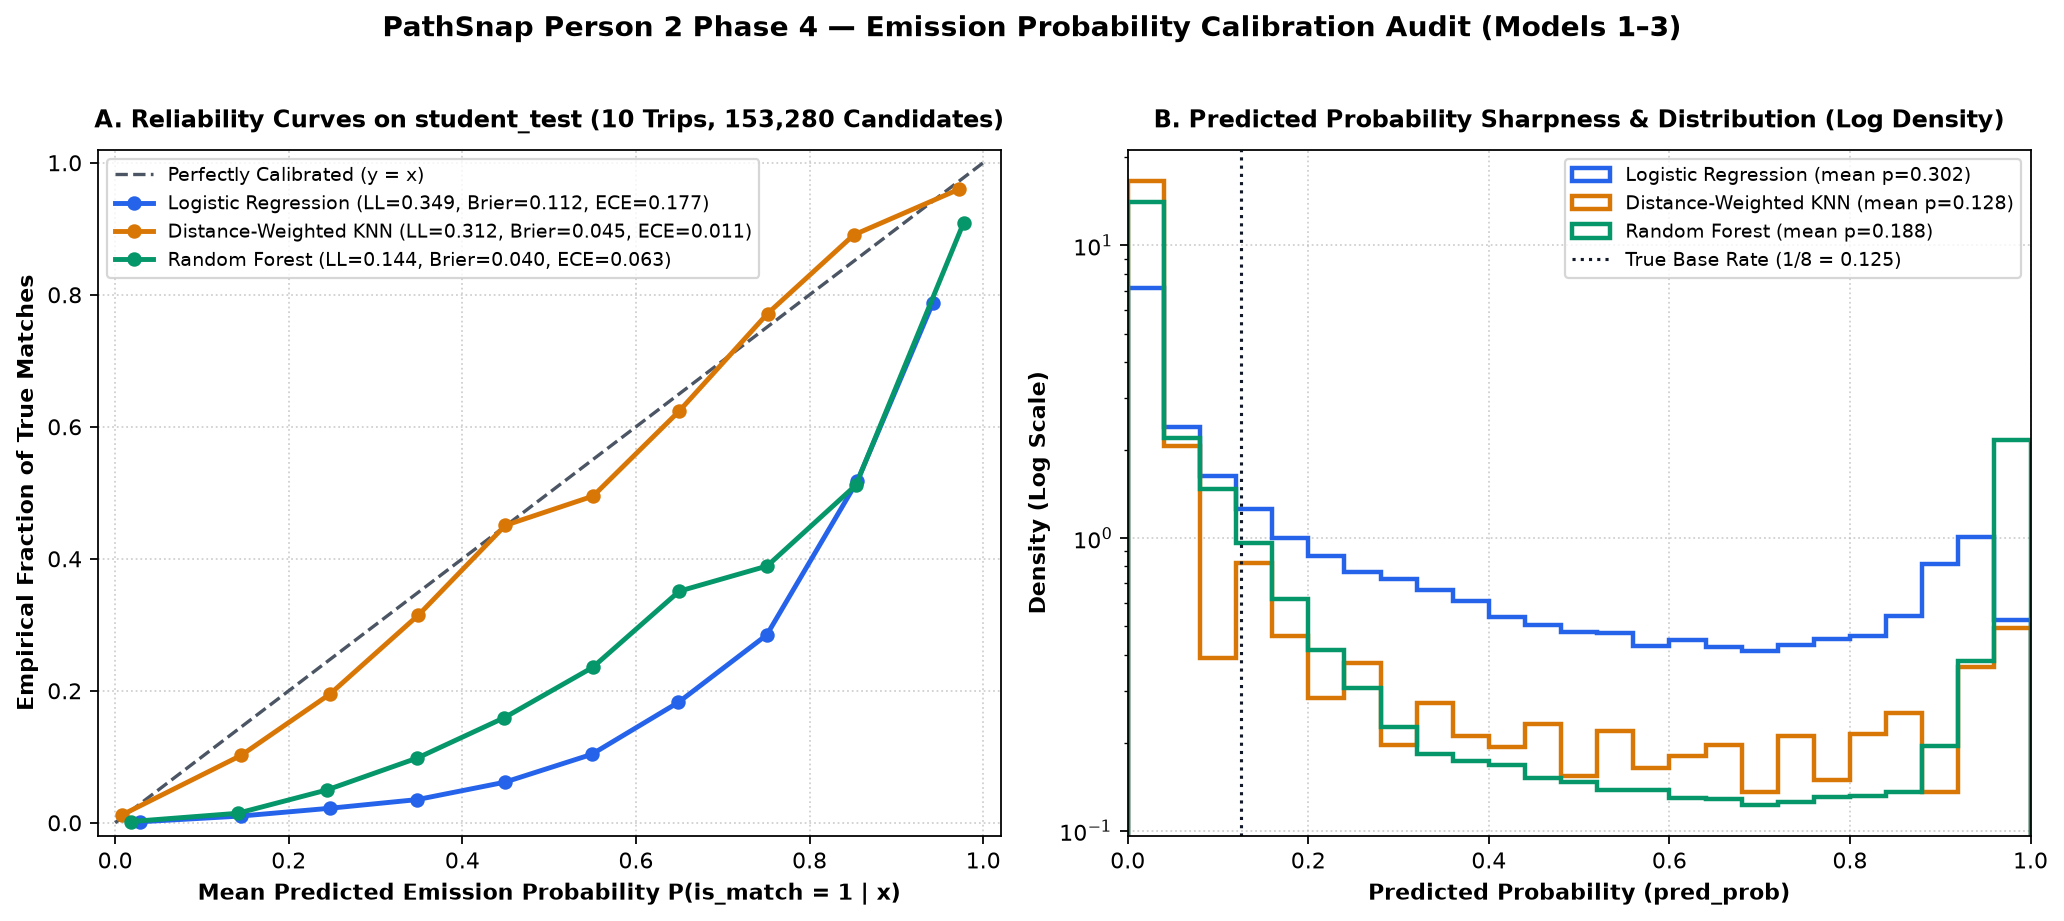 PathSnap Person 2 Phase 4 — Emission Probability Calibration Audit (Models 1–3)
A. Reliability Curves on student_test (10 Trips, 153,280 Candidates)
Perfectly Calibrated (y = x)
Logistic Regression (LL=0.349, Brier=0.112, ECE=0.177)
Distance-Weighted KNN (LL=0.312, Brier=0.045, ECE=0.011)
Random Forest (LL=0.144, Brier=0.040, ECE=0.063)
Empirical Fraction of True Matches
1.0
0.8
0.6
0.4
0.2
0.0
0.0 0.2 0.4 0.6 0.8 1.0
Mean Predicted Emission Probability P(is_match = 1 | x)
B. Predicted Probability Sharpness & Distribution (Log Density)
Logistic Regression (mean p=0.302)
Distance-Weighted KNN (mean p=0.128)
Random Forest (mean p=0.188)
True Base Rate (1/8 = 0.125)
Density (Log Scale)
10¹
10⁰
10⁻¹
0.0 0.2 0.4 0.6 0.8 1.0
Predicted Probability (pred_prob)